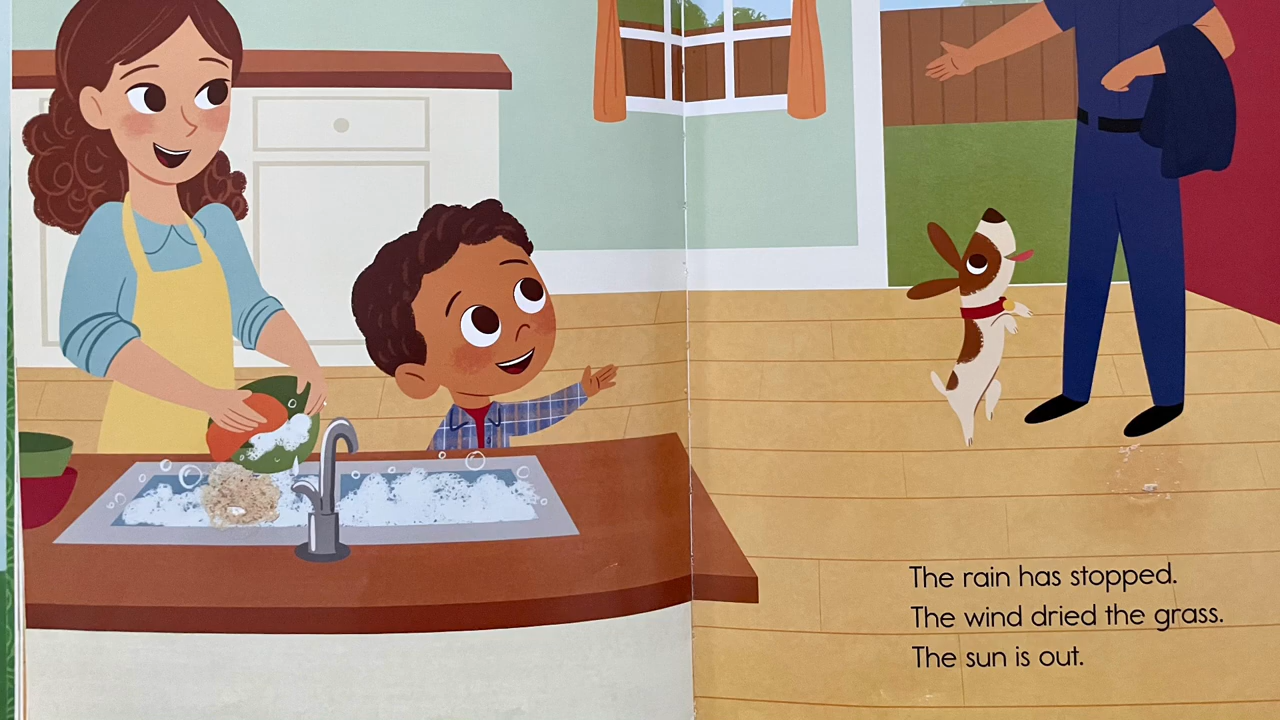 The rain has stopped.
The wind dried the grass.
The sun is out.